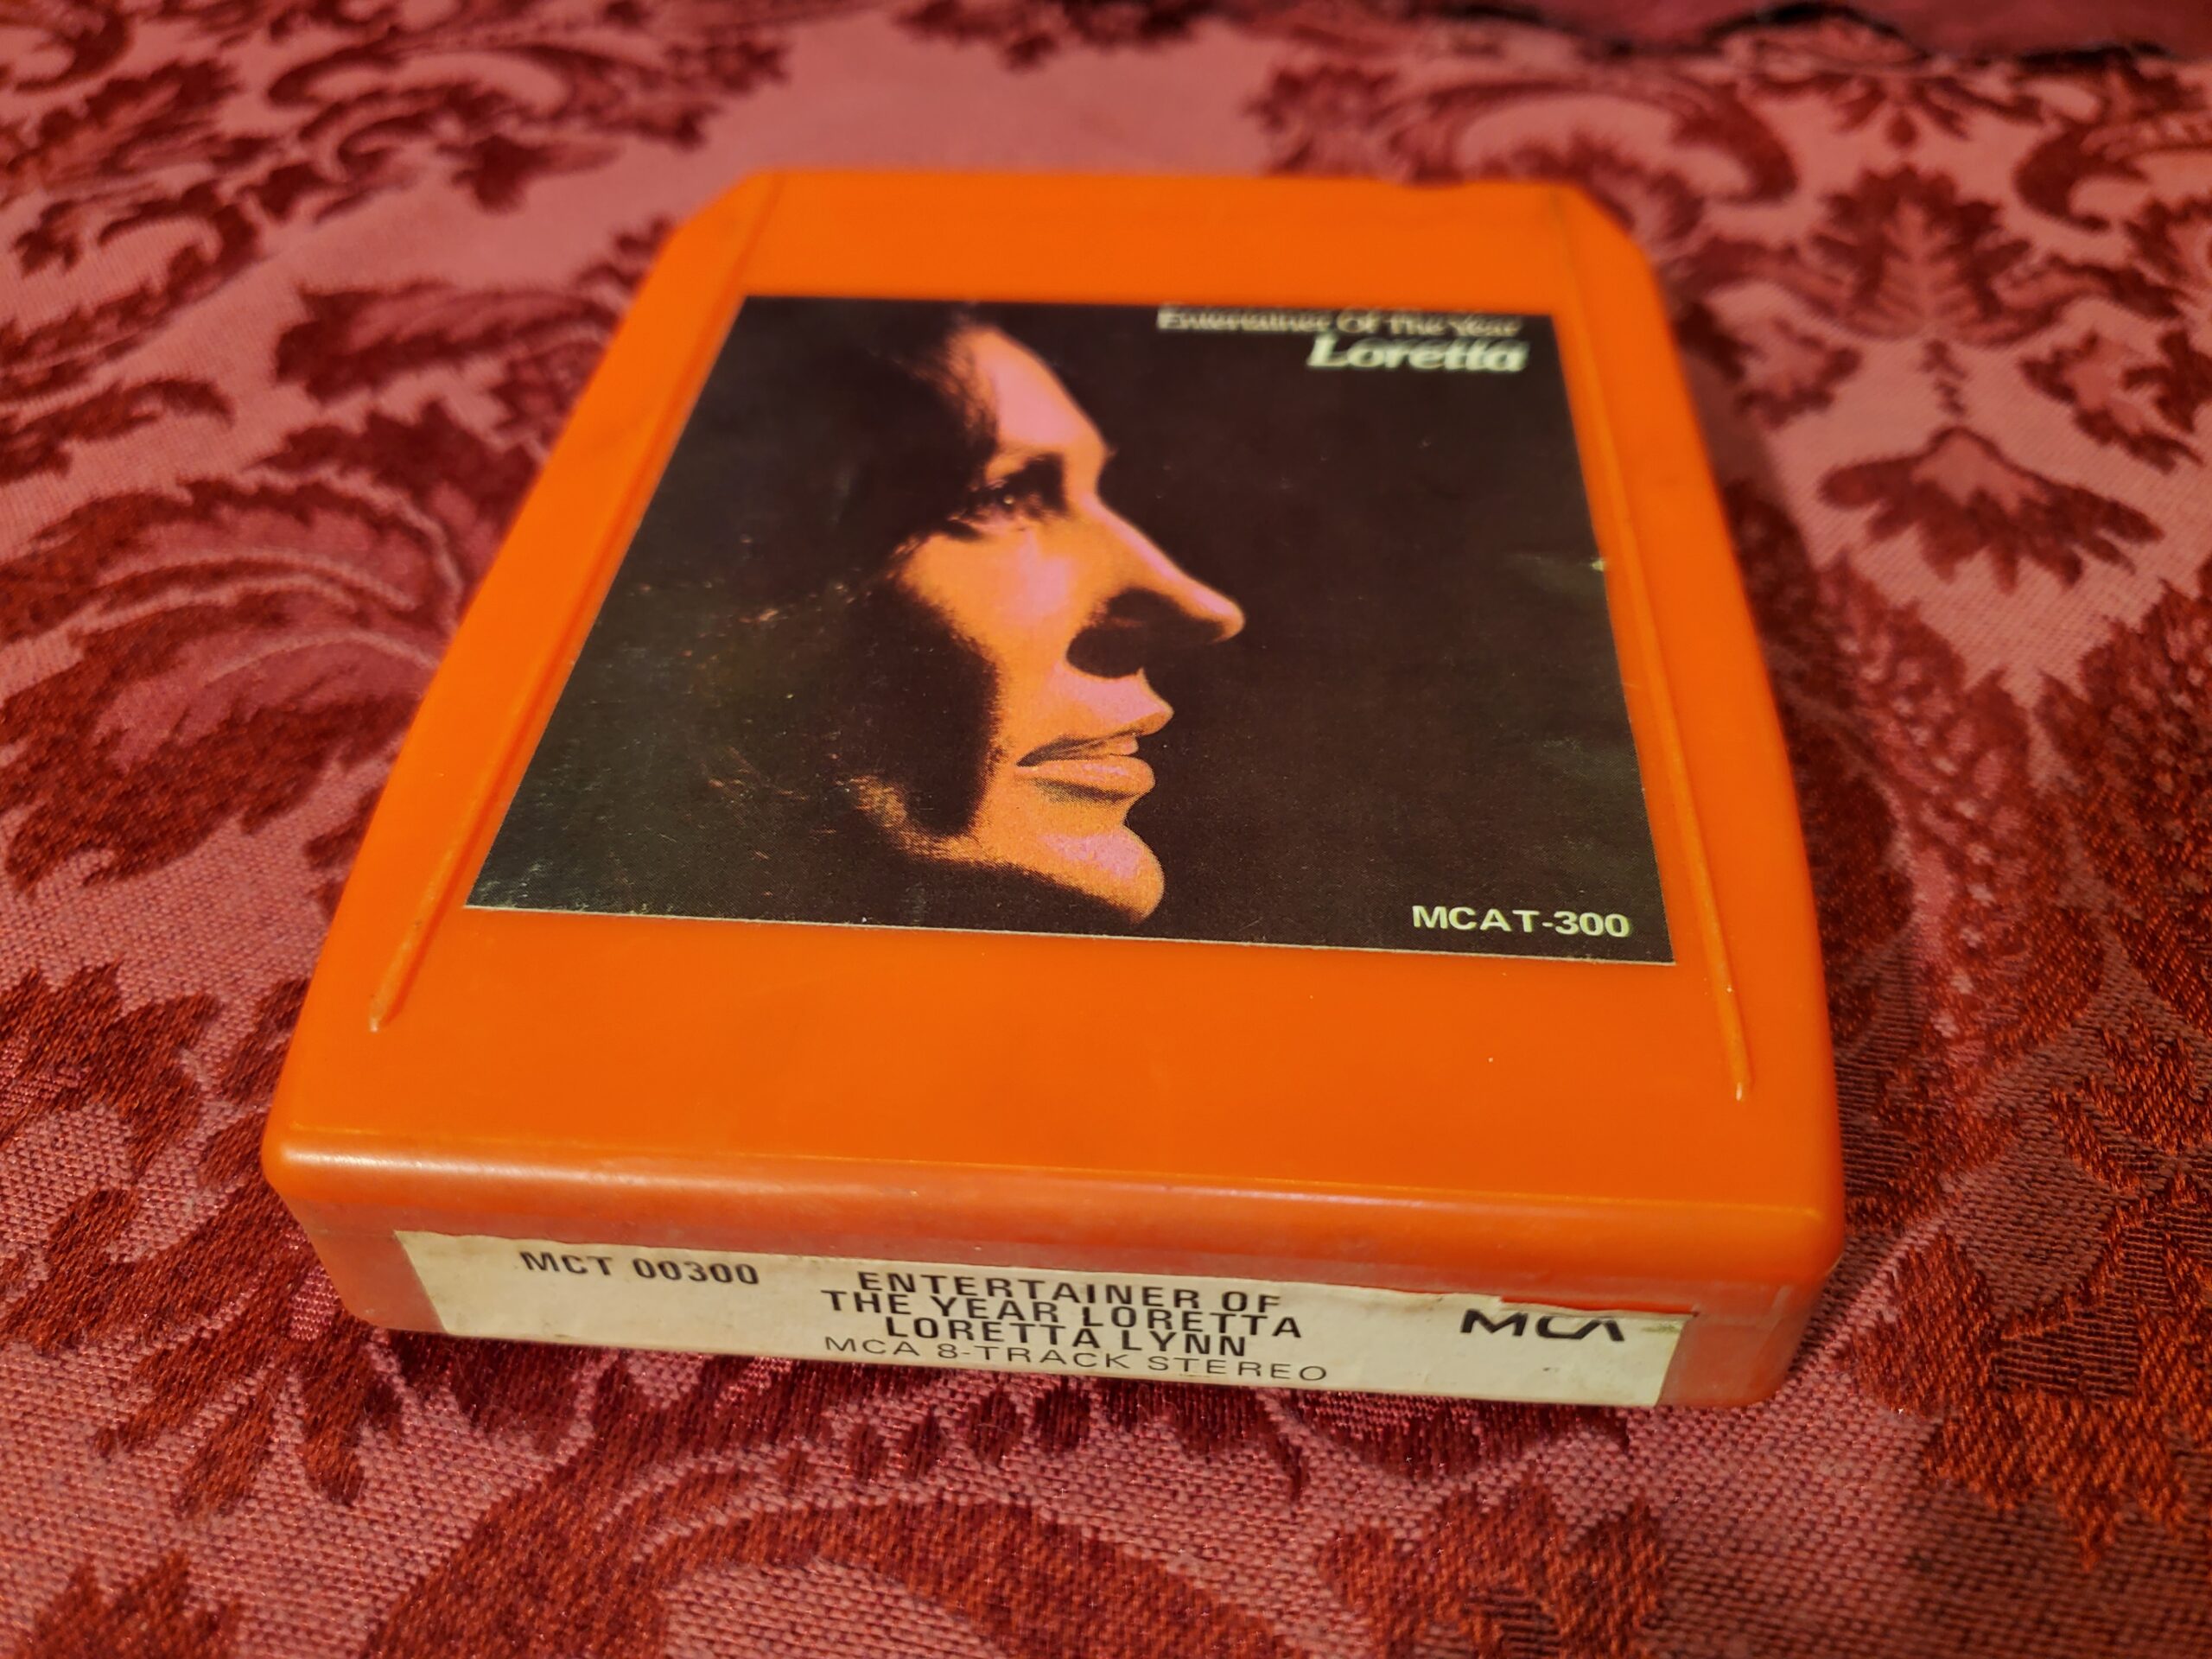 Entertainer Of The Year
Loretta
MCAT-300
MCT 00300
ENTERTAINER OF
THE YEAR LORETTA
LORETTA LYNN
MCA 8-TRACK STEREO
MCA